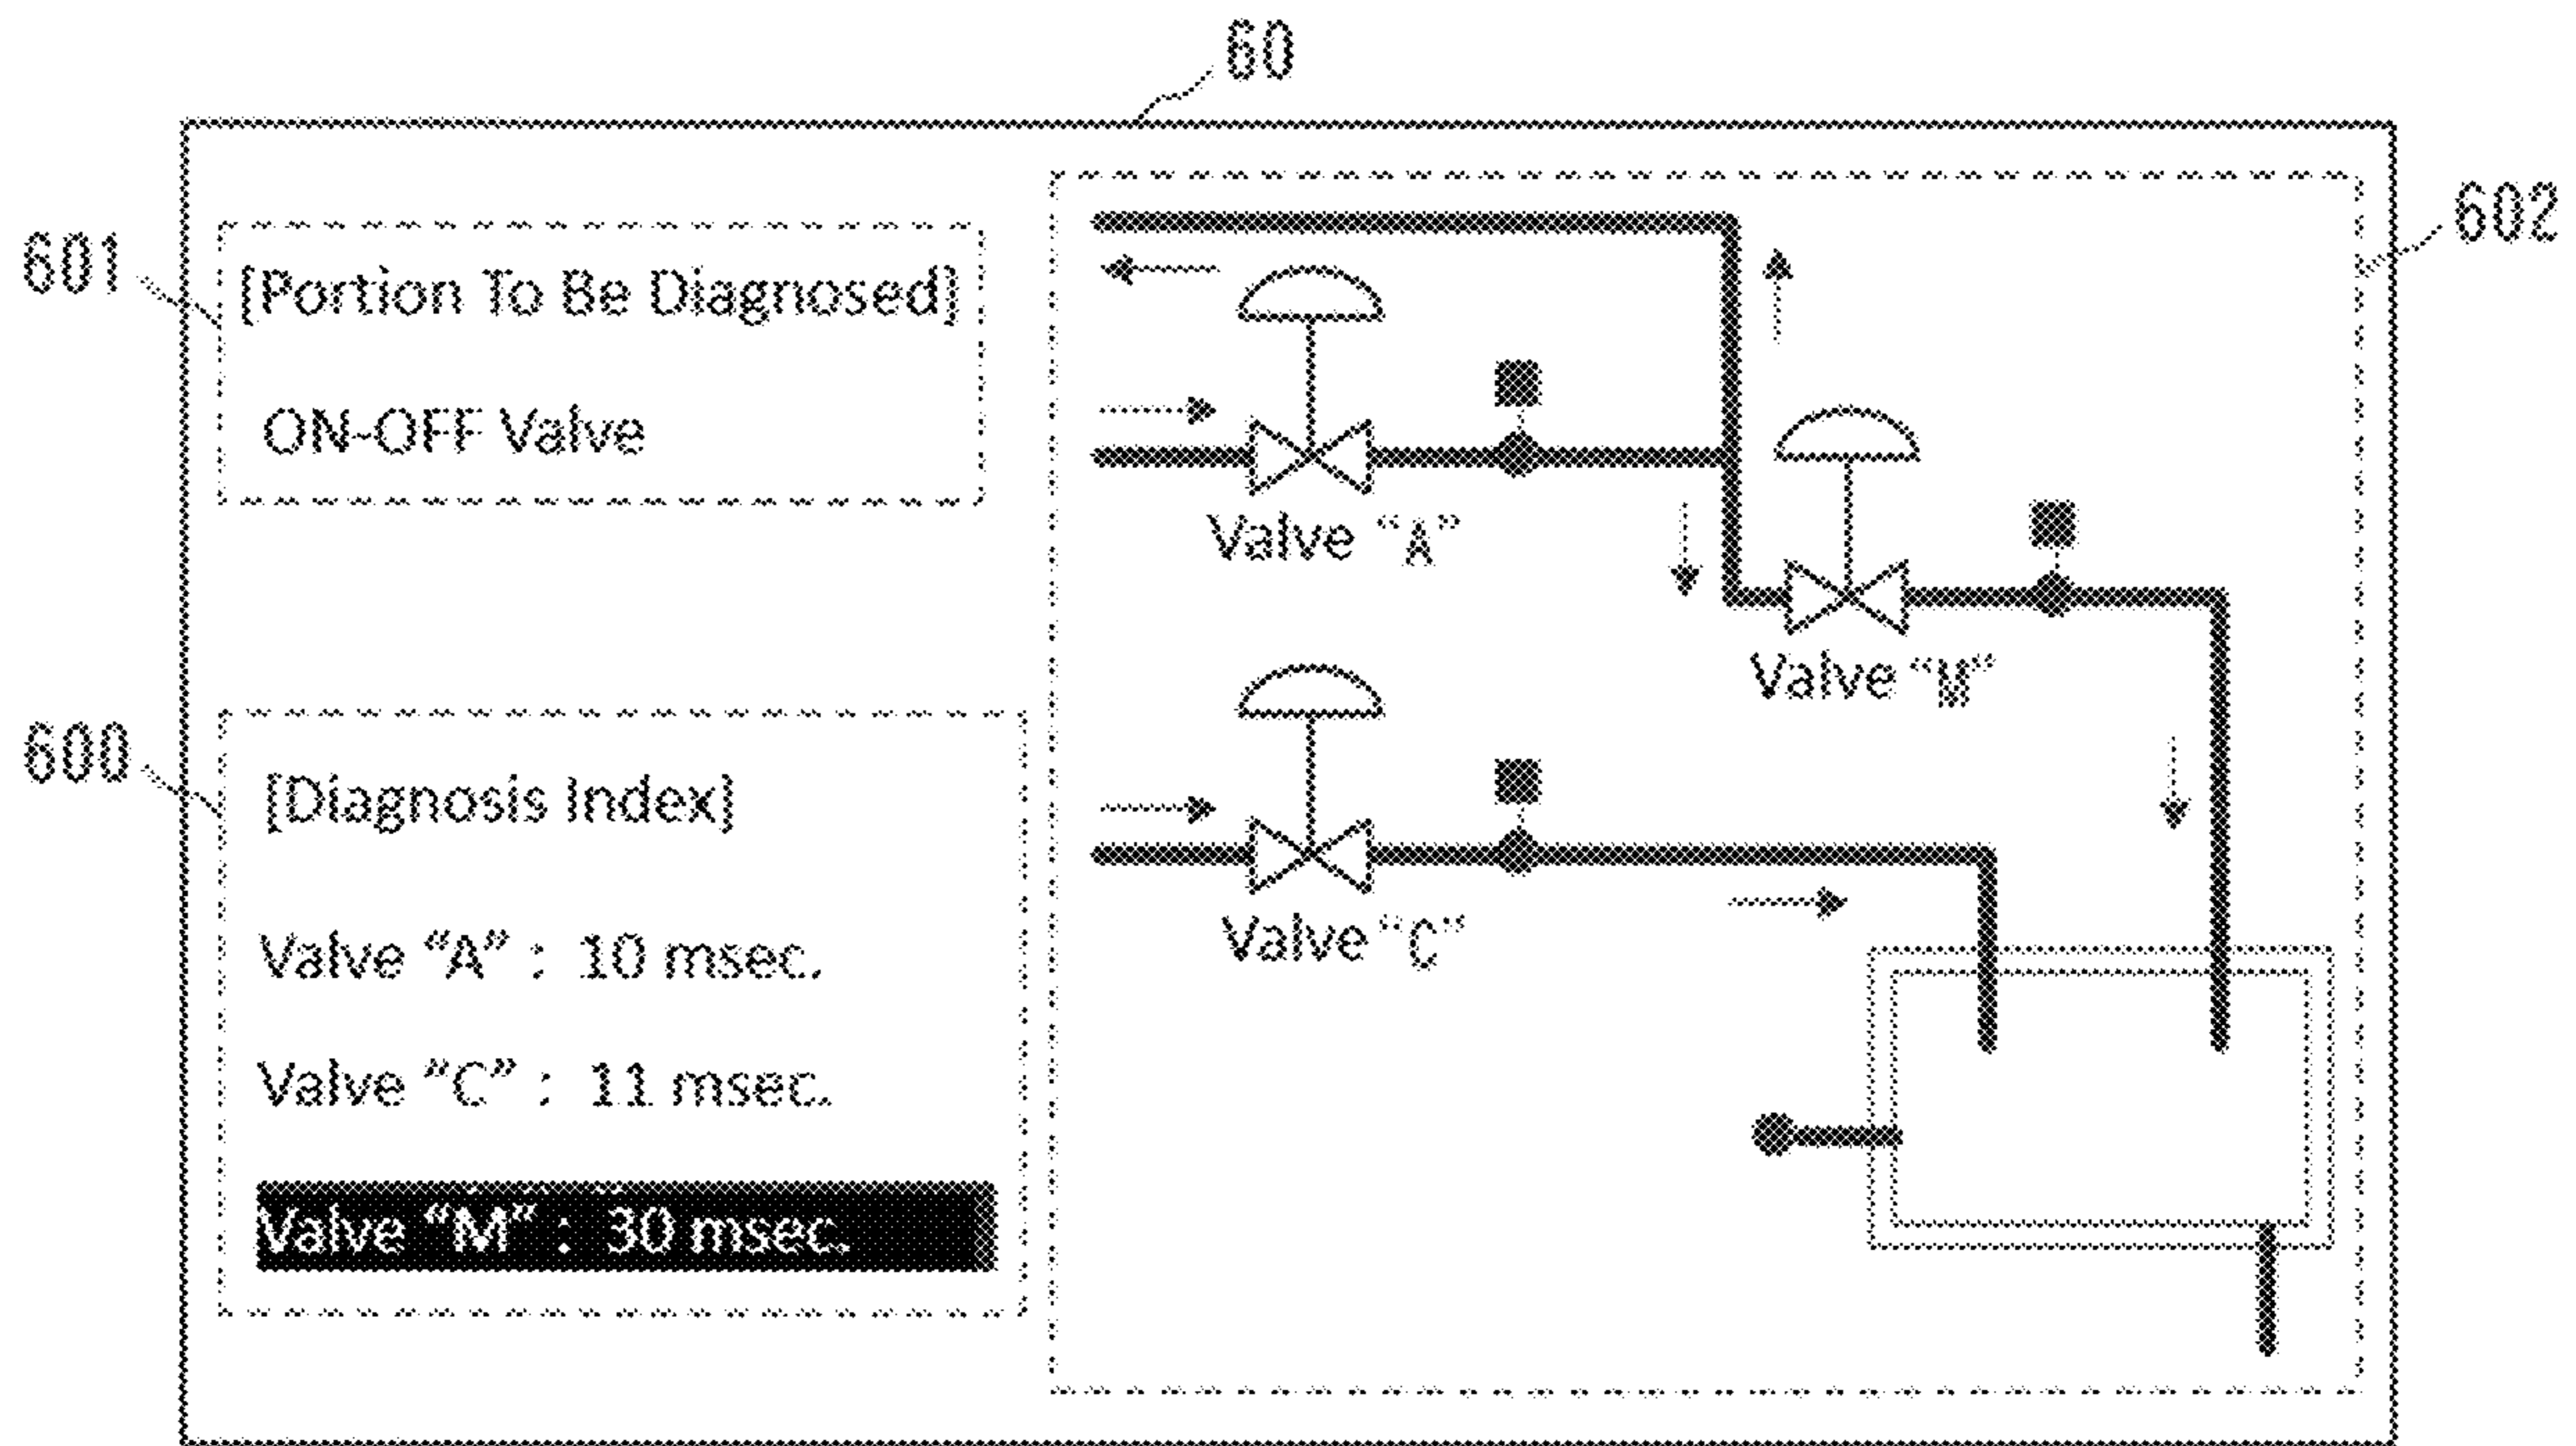 60
602
601
[Portion To Be Diagnosed]
ON-OFF Valve
Valve “A”
Valve “M”
600
[Diagnosis Index]
Valve “A” : 10 msec.
Valve “C” : 11 msec.
Valve “M” : 30 msec.
Valve “C”